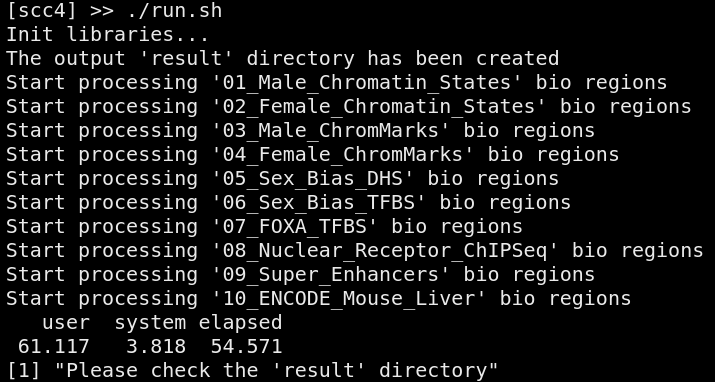 [scc4] >> ./run.sh
Init libraries...
The output 'result' directory has been created
Start processing '01_Male_Chromatin_States' bio regions
Start processing '02_Female_Chromatin_States' bio regions
Start processing '03_Male_ChromMarks' bio regions
Start processing '04_Female_ChromMarks' bio regions
Start processing '05_Sex_Bias_DHS' bio regions
Start processing '06_Sex_Bias_TFBS' bio regions
Start processing '07_FOXA_TFBS' bio regions
Start processing '08_Nuclear_Receptor_ChIPSeq' bio regions
Start processing '09_Super_Enhancers' bio regions
Start processing '10_ENCODE_Mouse_Liver' bio regions
   user  system elapsed
 61.117   3.818  54.571
[1] "Please check the 'result' directory"